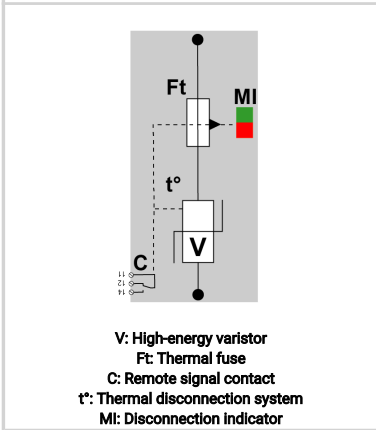 Ft
MI
t°
V
C
11
12
14
V: High-energy varistor
Ft: Thermal fuse
C: Remote signal contact
t°: Thermal disconnection system
MI: Disconnection indicator